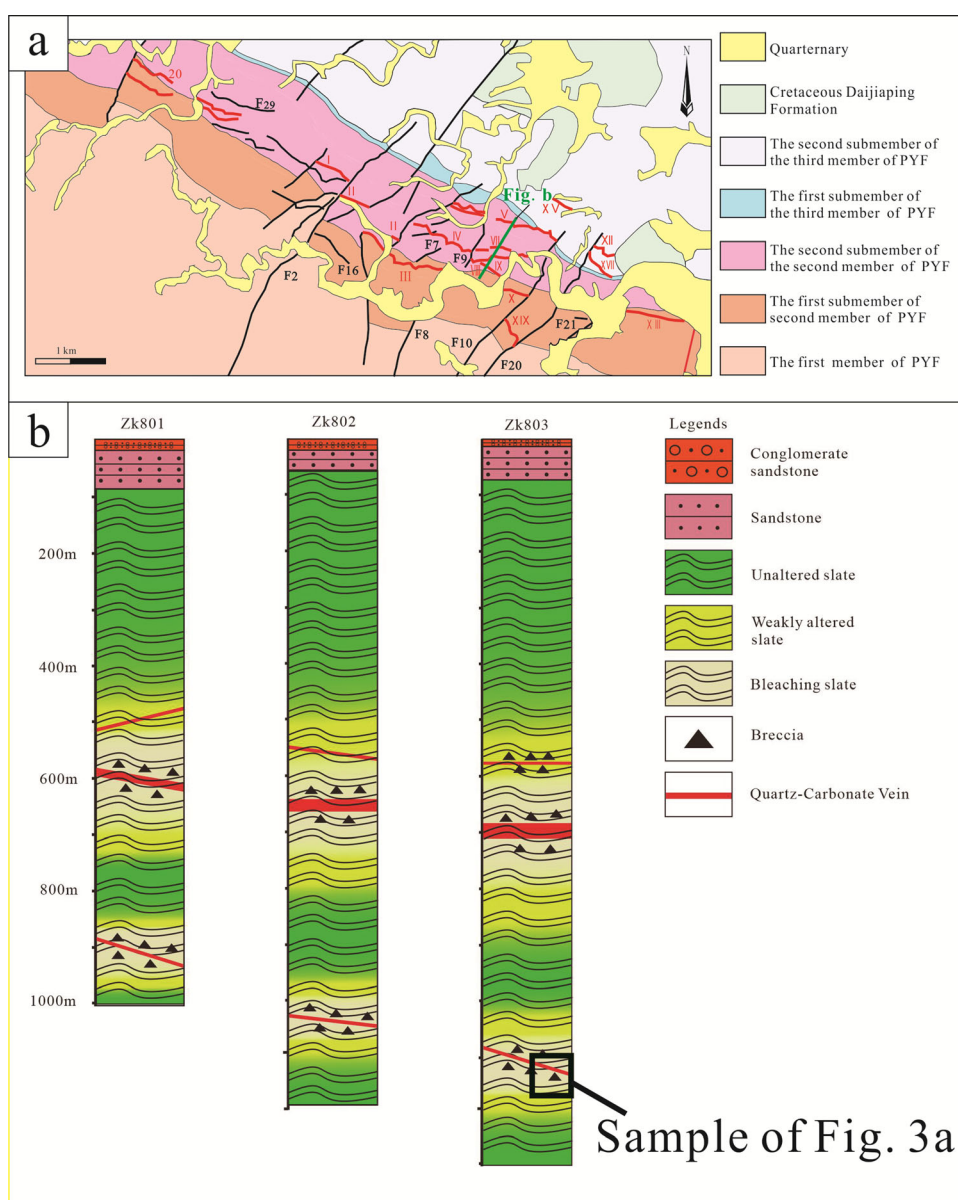 a
N
Quarternary
Cretaceous Daijiaping
Formation
The second submember of
the third member of PYF
The first submember of
the third member of PYF
The second submember of
the second member of PYF
The first submember of
second member of PYF
The first member of PYF
20
F29
I
II
Fig. b
V
XV
II
IV
VII
F7
F9
VIII
IX
XII
XVII
F2
F16
III
X
XIX
F21
XIII
F8
F10
F20
1 km
b
Zk801
Zk802
Zk803
Legends
Conglomerate
sandstone
Sandstone
200m
Unaltered slate
Weakly altered
slate
400m
Bleaching slate
Breccia
600m
Quartz-Carbonate Vein
800m
1000m
Sample of Fig. 3a